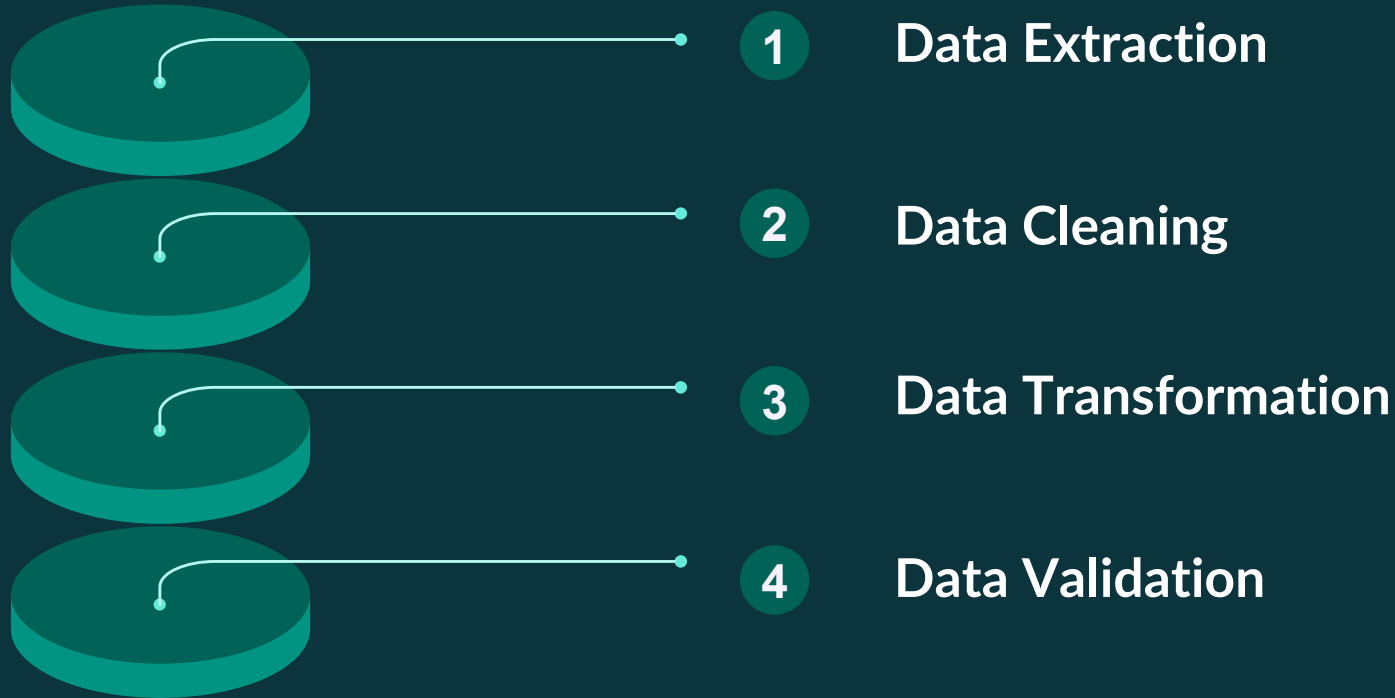 1 Data Extraction
2 Data Cleaning
3 Data Transformation
4 Data Validation